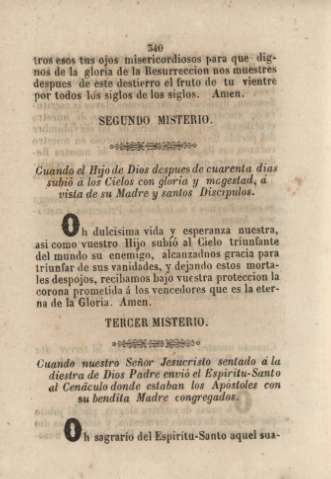 340
tros esos tus ojos misericordiosos para que dig-
nos de la gloria de la Resurreccion nos muestres
despues de este destierro el fruto de tu vientre
por todos los siglos de los siglos. Amen.
SEGUNDO MISTERIO.
Cuando el Hijo de Dios despues de cuarenta dias
subió á los Cielos con gloria y magestad, á
vista de su Madre y santos Discipulos.
Oh dulcisima vida y esperanza nuestra,
asi como vuestro Hijo subió al Cielo triunfante
del mundo su enemigo, alcanzadnos gracia para
triunfar de sus vanidades, y dejando estos morta-
les despojos, recibamos bajo vuestra proteccion la
corona prometida á los vencedores que es la eter-
na de la Gloria. Amen.
TERCER MISTERIO.
Cuando nuestro Señor Jesucristo sentado á la
diestra de Dios Padre envió el Espiritu-Santo
al Cenáculo donde estaban los Apóstoles con
su bendita Madre congregados.
Oh sagrario del Espiritu-Santo aquel sua-